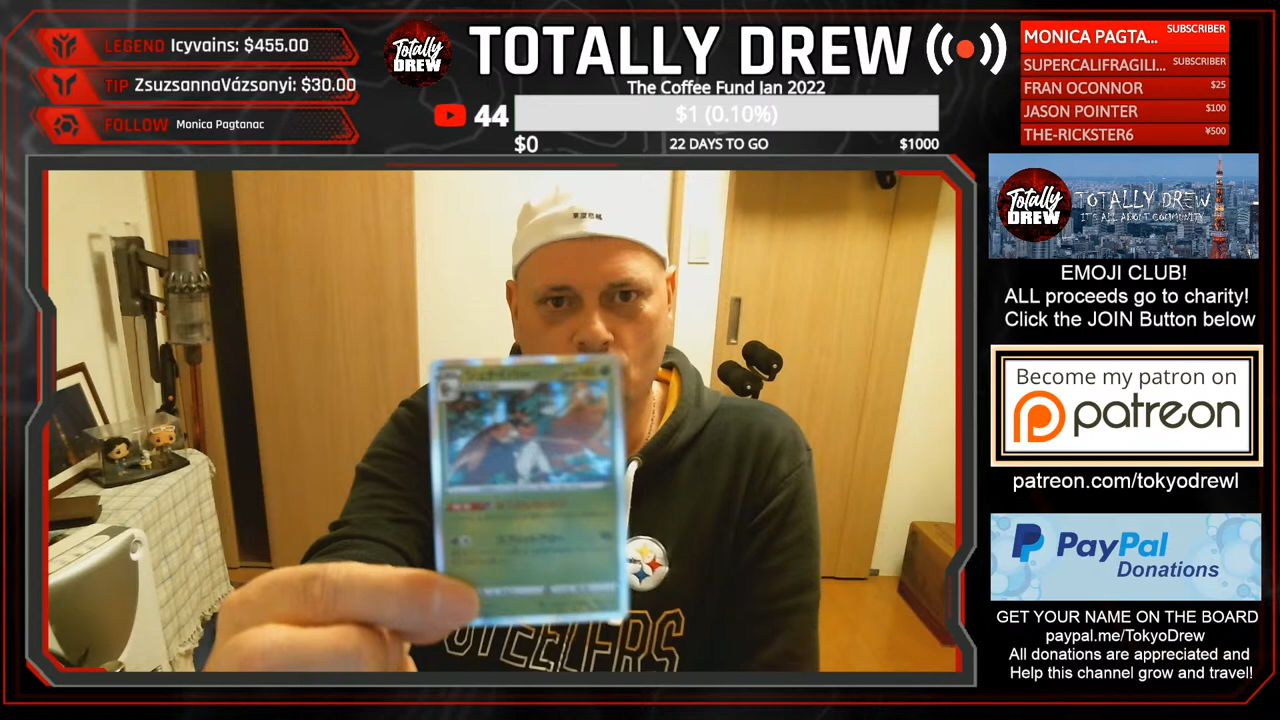 LEGEND Icyvains: $455.00
TIP ZsuzsannaVázsonyi: $30.00
FOLLOW Monica Pagtanac
Totally
DREW
TOTALLY DREW
The Coffee Fund Jan 2022
44
$1 (0.10%)
$0
22 DAYS TO GO
$1000
MONICA PAGTA... SUBSCRIBER
SUPERCALIFRAGILI... SUBSCRIBER
FRAN OCONNOR $25
JASON POINTER $100
THE-RICKSTER6 ¥500
Totally
DREW
TOTALLY DREW
IT'S ALL ABOUT COMMUNITY
EMOJI CLUB!
ALL proceeds go to charity!
Click the JOIN Button below
Become my patron on
patreon
patreon.com/tokyodrewl
PayPal
Donations
GET YOUR NAME ON THE BOARD
paypal.me/TokyoDrew
All donations are appreciated and
Help this channel grow and travel!
Steelers
STEELERS